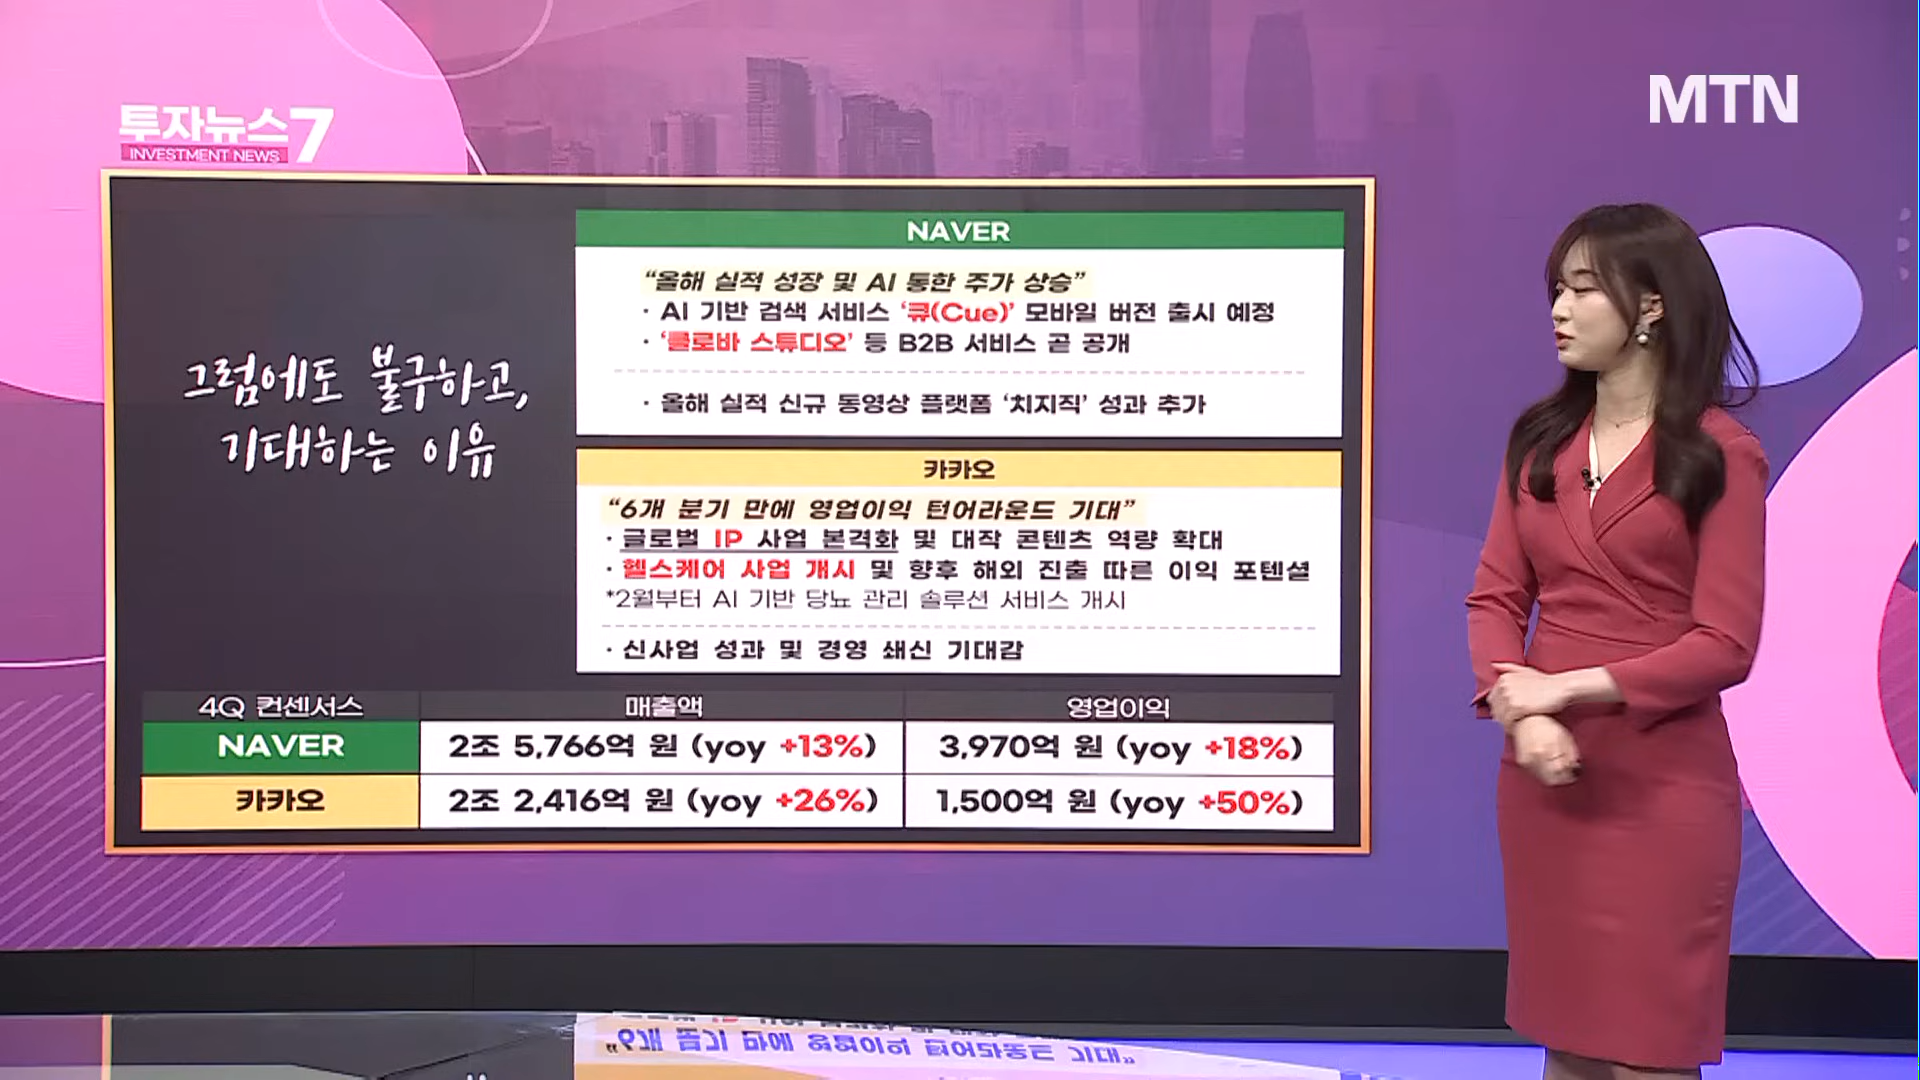 투자뉴스7
INVESTMENT NEWS
MTN
그럼에도 불구하고,
기대하는 이유
NAVER
“올해 실적 성장 및 AI 통한 주가 상승”
· AI 기반 검색 서비스 ‘큐(Cue)’ 모바일 버전 출시 예정
· ‘클로바 스튜디오’ 등 B2B 서비스 곧 공개
· 올해 실적 신규 동영상 플랫폼 ‘치지직’ 성과 추가
카카오
“6개 분기 만에 영업이익 턴어라운드 기대”
· 글로벌 IP 사업 본격화 및 대작 콘텐츠 역량 확대
· 헬스케어 사업 개시 및 향후 해외 진출 따른 이익 포텐셜
*2월부터 AI 기반 당뇨 관리 솔루션 서비스 개시
· 신사업 성과 및 경영 쇄신 기대감
4Q 컨센서스 매출액 영업이익
NAVER 2조 5,766억 원 (yoy +13%) 3,970억 원 (yoy +18%)
카카오 2조 2,416억 원 (yoy +26%) 1,500억 원 (yoy +50%)